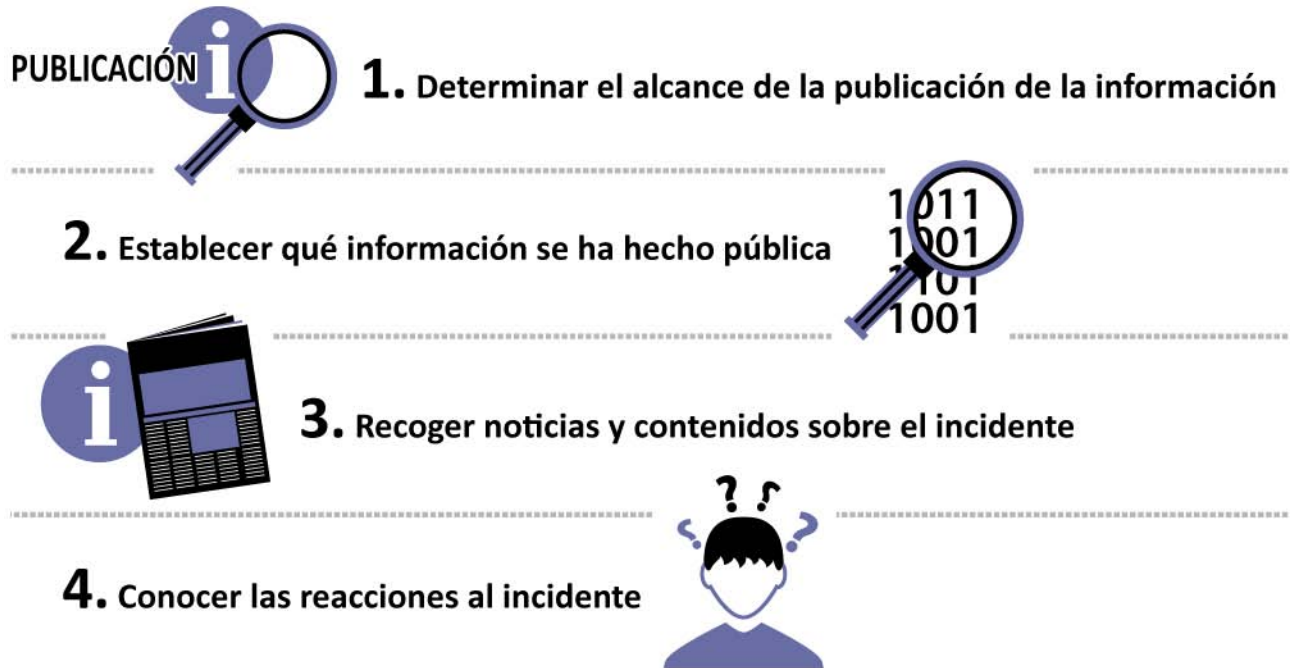 PUBLICACIÓN i
1. Determinar el alcance de la publicación de la información
2. Establecer qué información se ha hecho pública
1011
1001
1101
1001
i
3. Recoger noticias y contenidos sobre el incidente
? ? ? ?
4. Conocer las reacciones al incidente